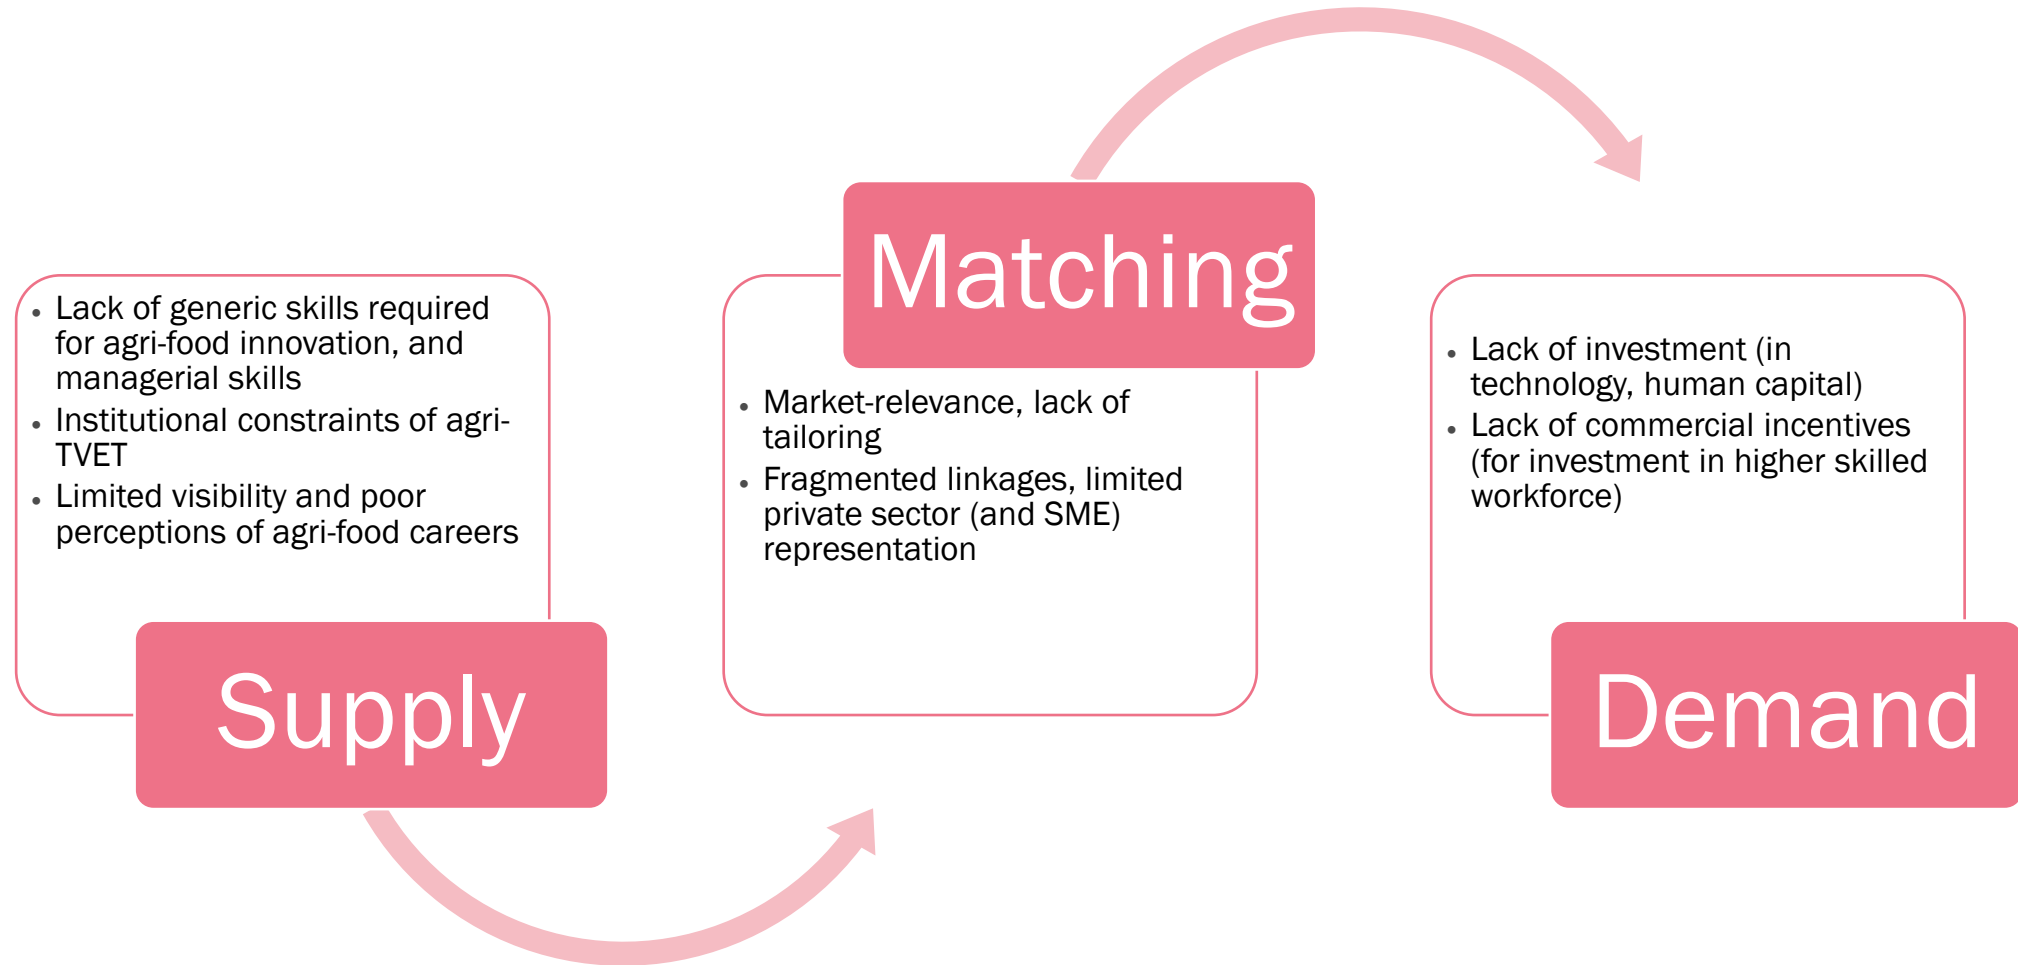 • Lack of generic skills required
for agri-food innovation, and
managerial skills
• Institutional constraints of agri-
TVET
• Limited visibility and poor
perceptions of agri-food careers
Supply
Matching
• Market-relevance, lack of
tailoring
• Fragmented linkages, limited
private sector (and SME)
representation
• Lack of investment (in
technology, human capital)
• Lack of commercial incentives
(for investment in higher skilled
workforce)
Demand